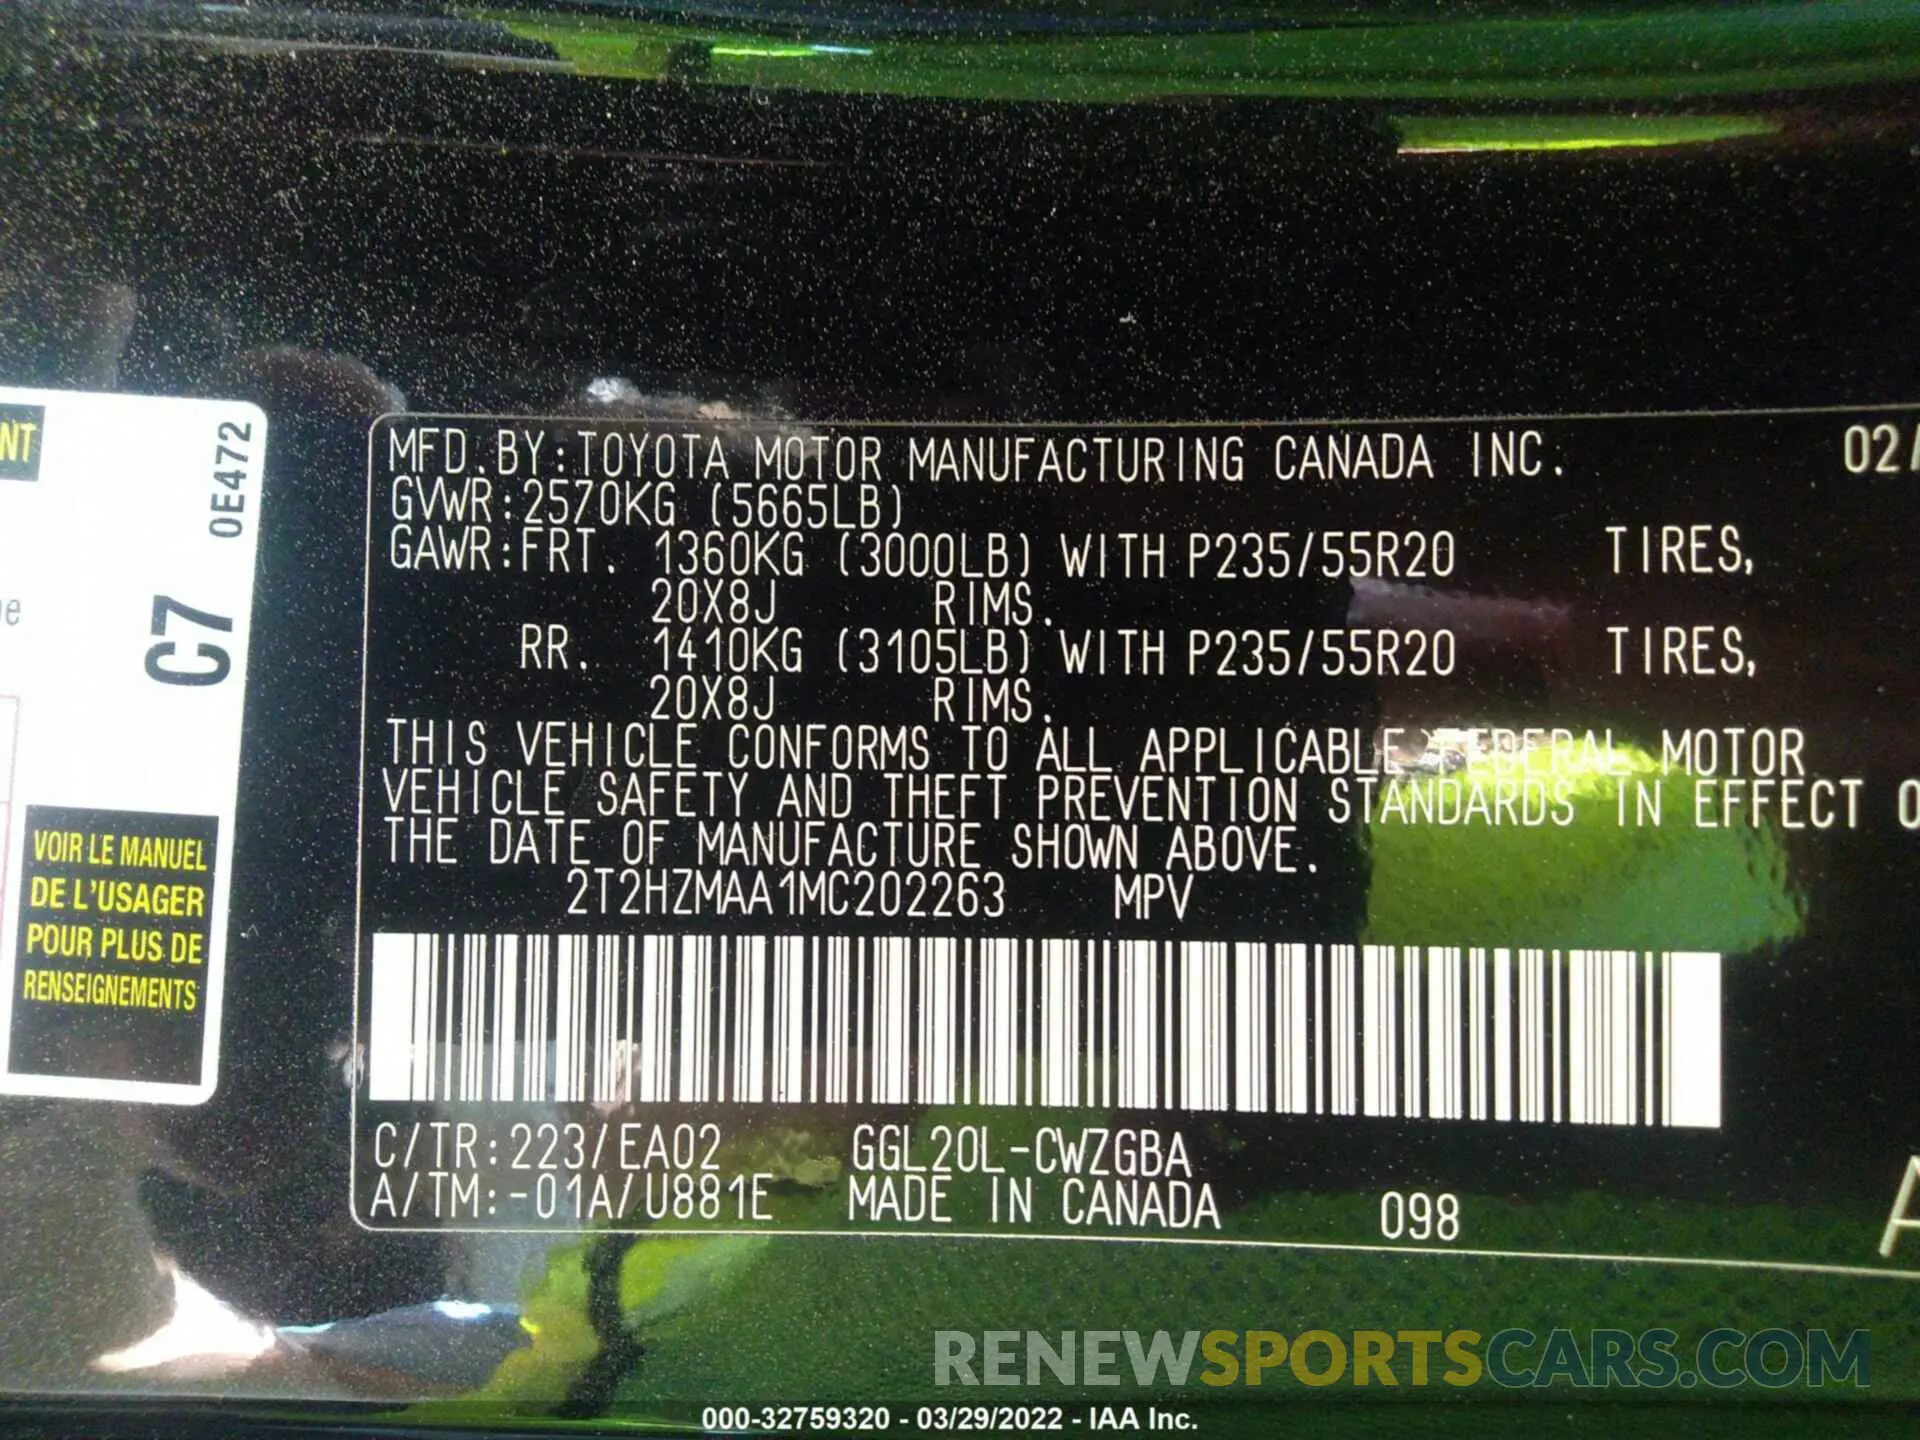 MFD.BY:TOYOTA MOTOR MANUFACTURING CANADA INC. 02/
GVWR:2570KG (5665LB)
GAWR:FRT. 1360KG (3000LB) WITH P235/55R20 TIRES,
20X8J RIMS.
RR. 1410KG (3105LB) WITH P235/55R20 TIRES,
20X8J RIMS.
THIS VEHICLE CONFORMS TO ALL APPLICABLE FEDERAL MOTOR
VEHICLE SAFETY AND THEFT PREVENTION STANDARDS IN EFFECT
THE DATE OF MANUFACTURE SHOWN ABOVE.
2T2HZMAA1MC202263 MPV
C/TR:223/EA02 GGL20L-CWZGBA
A/TM:-01A/U881E MADE IN CANADA 098
0E472
C7
VOIR LE MANUEL
DE L'USAGER
POUR PLUS DE
RENSEIGNEMENTS
RENEWSPORTSCARS.COM
000-32759320 - 03/29/2022 - IAA Inc.